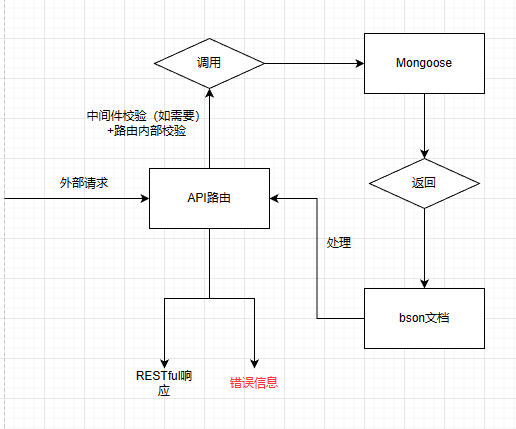 调用
Mongoose
中间件校验（如需要）
+路由内部校验
外部请求
API路由
返回
处理
bson文档
RESTful响
应
错误信息